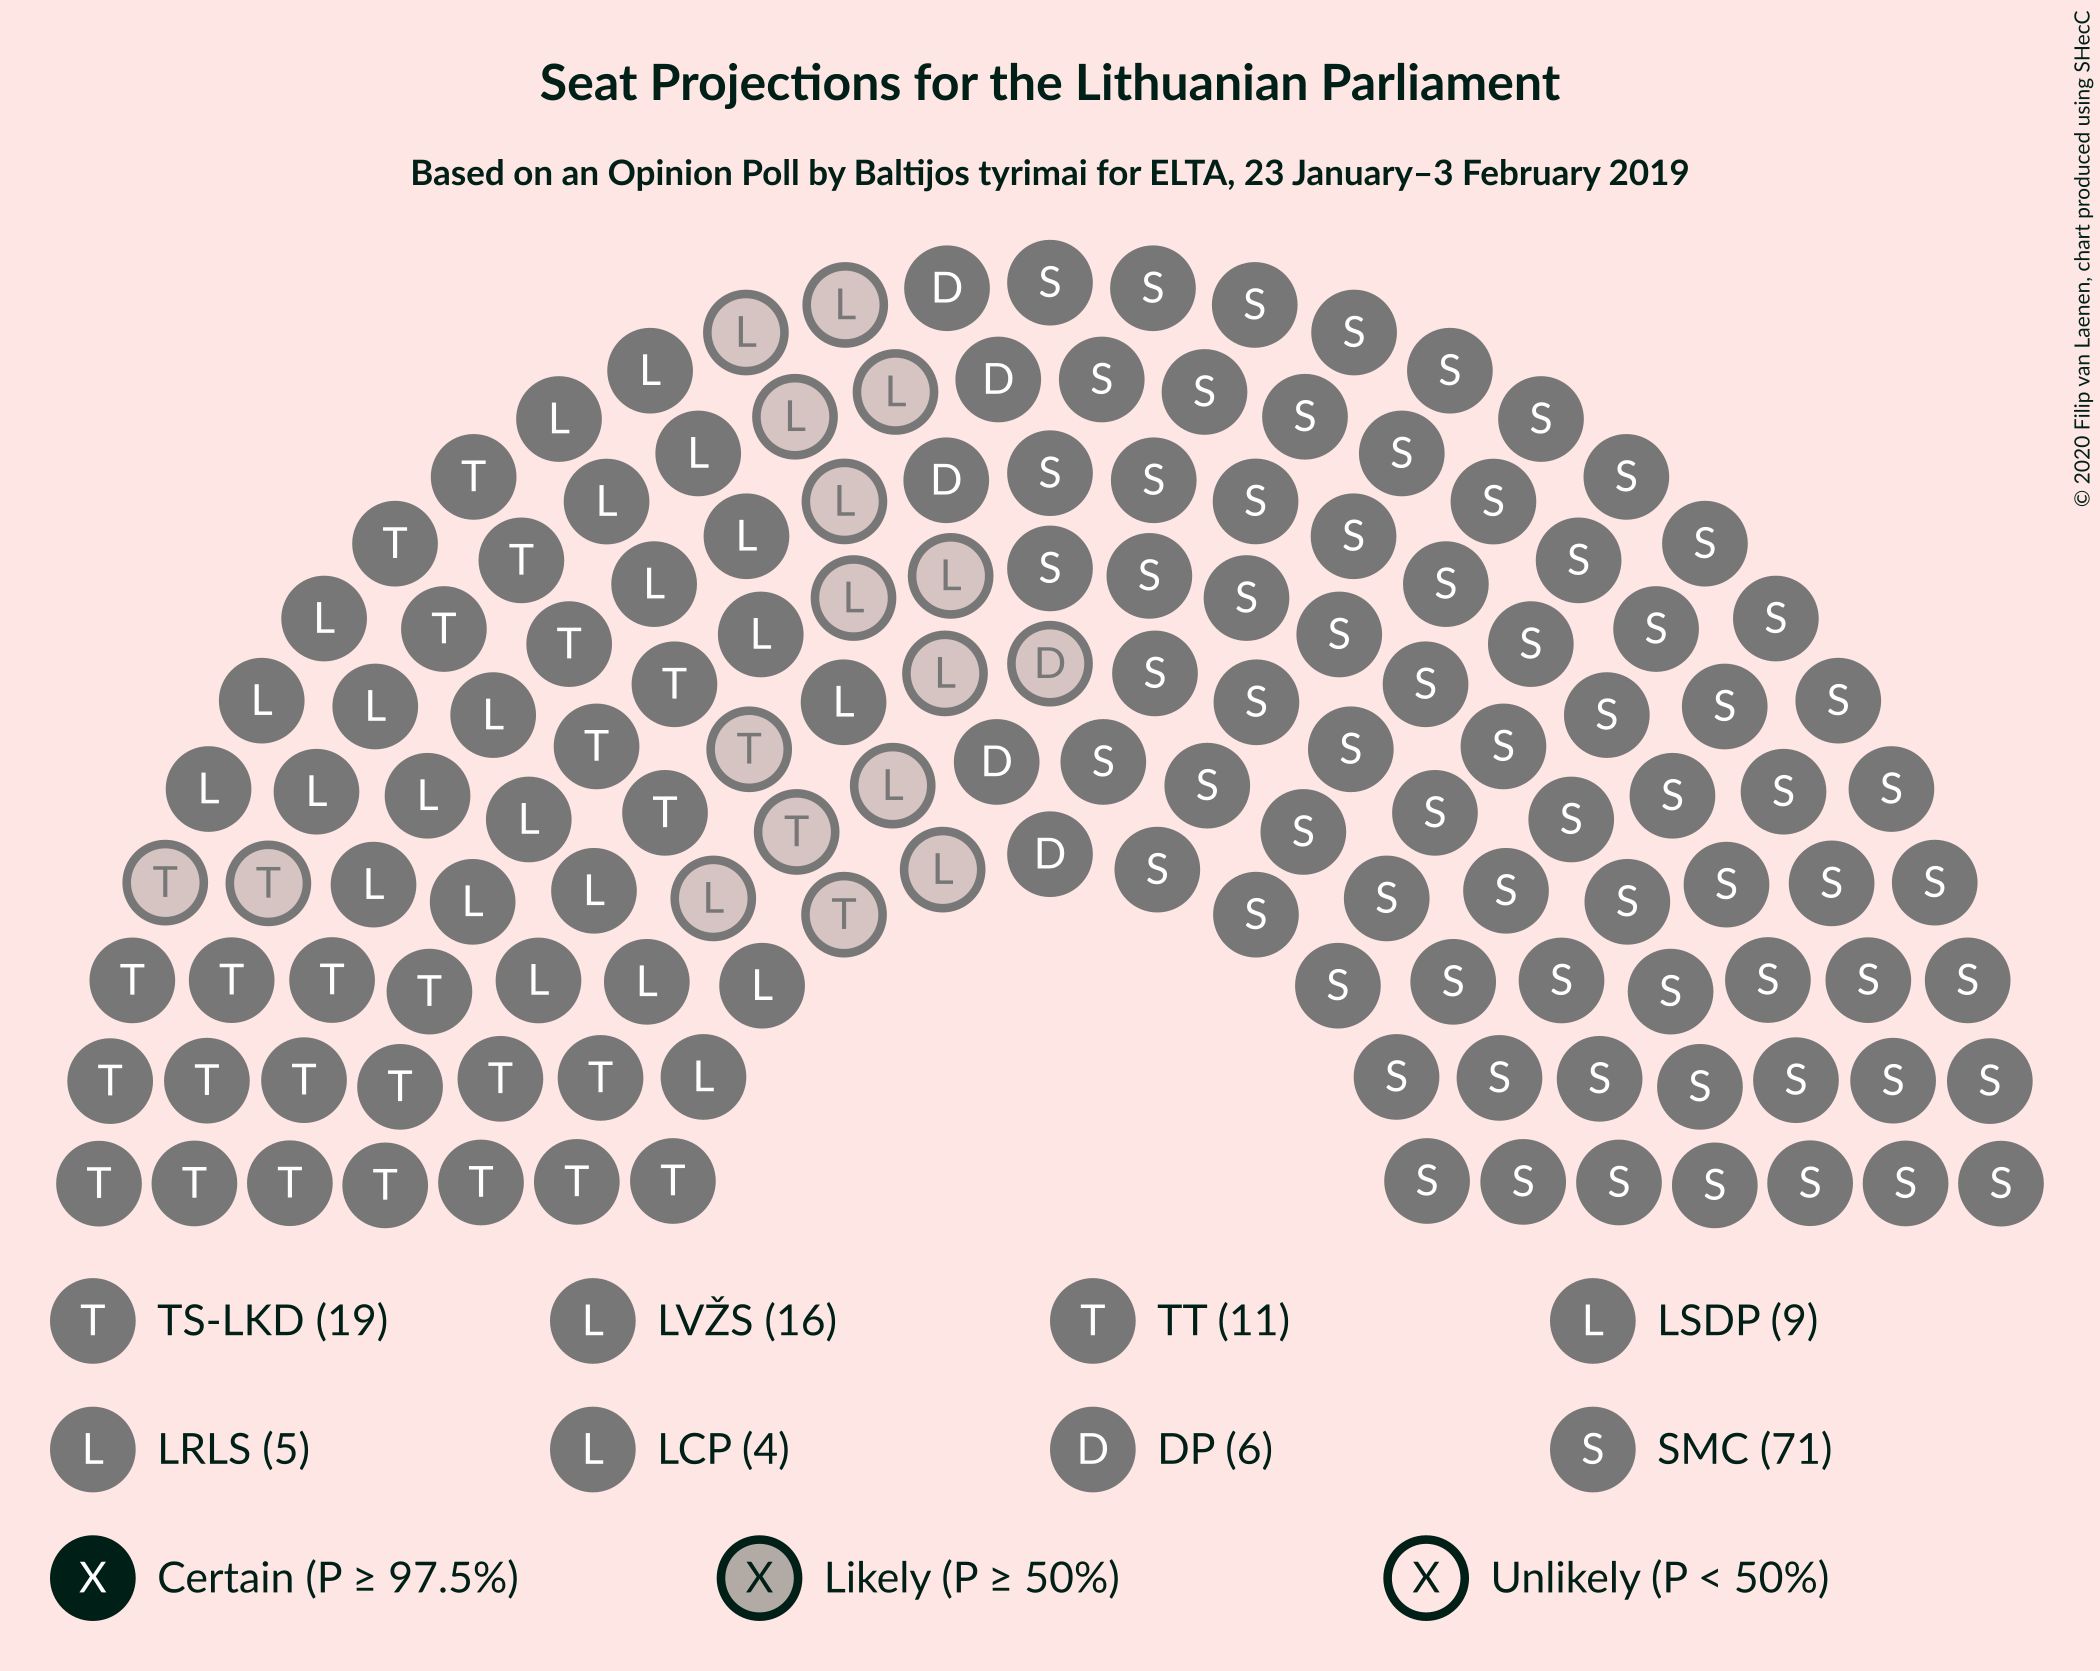 Seat Projections for the Lithuanian Parliament
Based on an Opinion Poll by Baltijos tyrimai for ELTA, 23 January–3 February 2019
© 2020 Filip van Laenen, chart produced using SHecC
L L D S S S S
L L L D S S S S S
T L L L D S S S S S S
T T L L L L S S S S S S S
L T T L L L D S S S S S S S
L L L T T T L L D S S S S S S S S
L L L L T T T L D S S S S S S S S
T T L L L L T L S S S S S S S
T T T T L L L S S S S S S S
T T T T T T L S S S S S S S
T T T T T T T S S S S S S S
T TS-LKD (19) L LVŽS (16) T TT (11) L LSDP (9)
L LRLS (5) L LCP (4) D DP (6) S SMC (71)
X Certain (P ≥ 97.5%) X Likely (P ≥ 50%) X Unlikely (P < 50%)